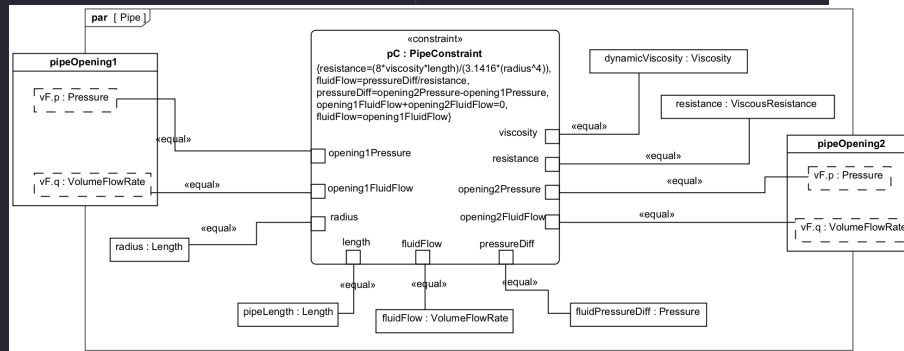 par [ Pipe ]
pipeOpening1
vF.p : Pressure
vF.q : VolumeFlowRate
«equal»
«equal»
«equal»
radius : Length
«constraint»
pC : PipeConstraint
{resistance=(8*viscosity*length)/(3.1416*(radius^4)),
fluidFlow=pressureDiff/resistance,
pressureDiff=opening2Pressure-opening1Pressure,
opening1FluidFlow+opening2FluidFlow=0,
fluidFlow=opening1FluidFlow}
opening1Pressure
opening1FluidFlow
radius
viscosity
resistance
opening2Pressure
opening2FluidFlow
length
fluidFlow
pressureDiff
«equal»
«equal»
«equal»
pipeLength : Length
fluidFlow : VolumeFlowRate
fluidPressureDiff : Pressure
dynamicViscosity : Viscosity
«equal»
resistance : ViscousResistance
«equal»
«equal»
«equal»
pipeOpening2
vF.p : Pressure
vF.q : VolumeFlowRate